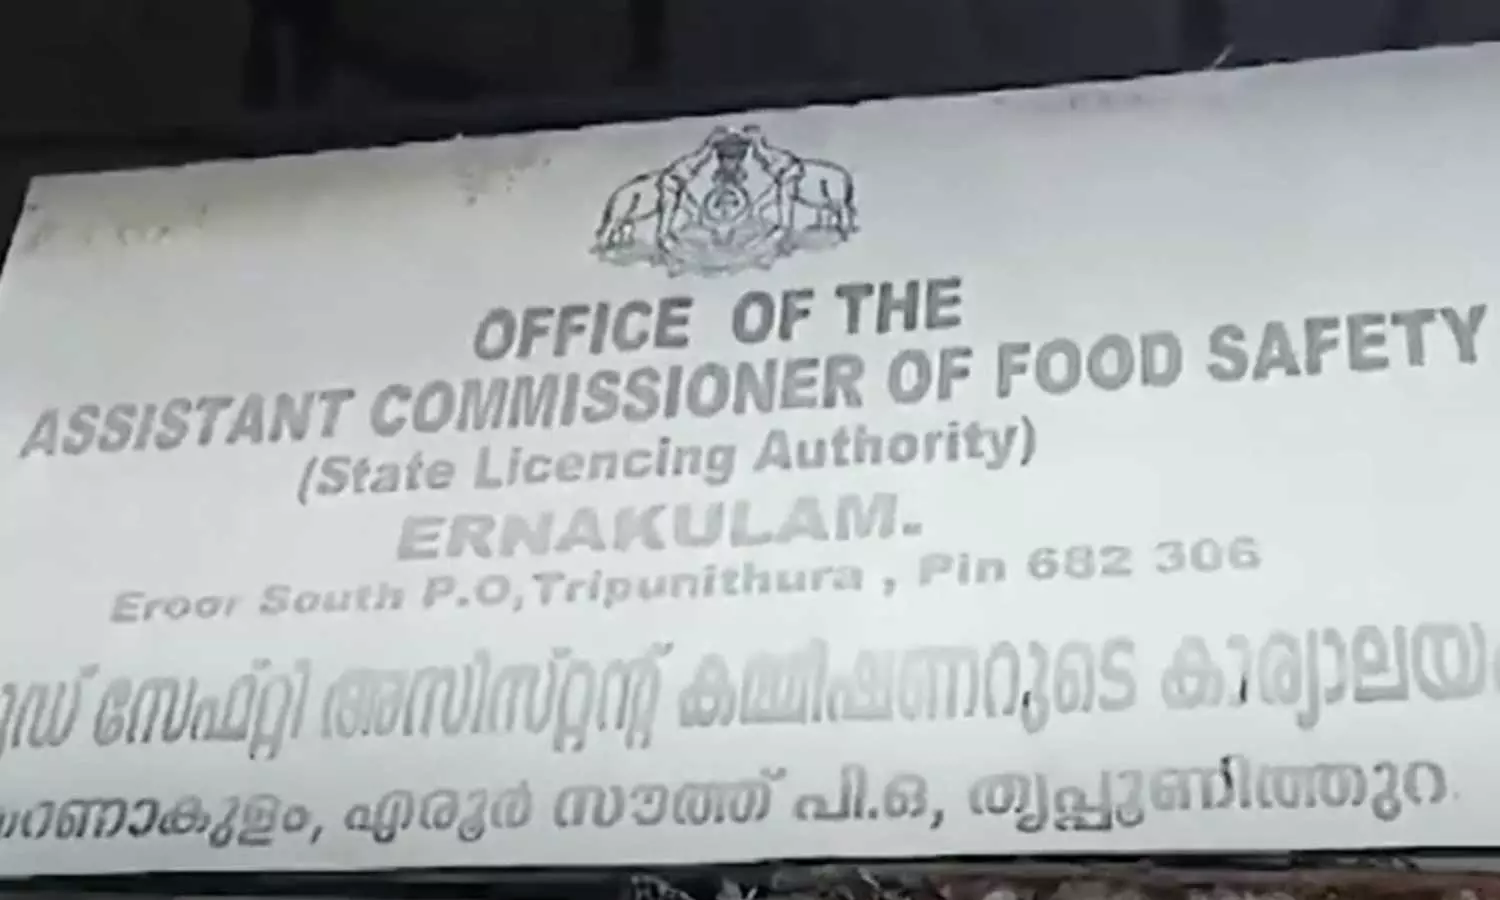 OFFICE OF THE
ASSISTANT COMMISSIONER OF FOOD SAFETY
(State Licencing Authority)
ERNAKULAM.
Eroor South P.O, Tripunithura , Pin 682 306
സേഫ്റ്റി അസിസ്റ്റന്റ് കമ്മീഷണറുടെ
എരൂർ സൗത്ത് പി.ഒ, തൃപ്പൂണിത്തുറ.